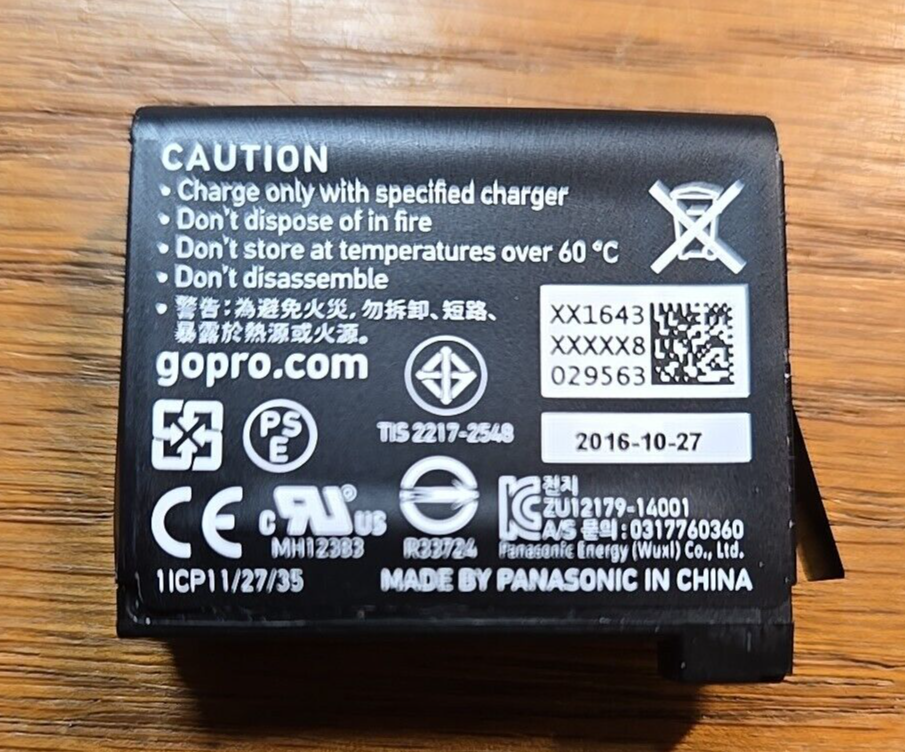 CAUTION
• Charge only with specified charger
• Don't dispose of in fire
• Don't store at temperatures over 60 °C
• Don't disassemble
• 警告:為避免火災, 勿拆卸、短路、
暴露於熱源或火源。
gopro.com
XX1643
XXXXX8
029563
TIS 2217-2548
2016-10-27
PS
E
CE
c RU ® US
MH12383
R33724
전지
ZU12179-14001
A/S 문의:0317760360
Panasonic Energy (Wuxi) Co., Ltd.
1ICP11/27/35
MADE BY PANASONIC IN CHINA